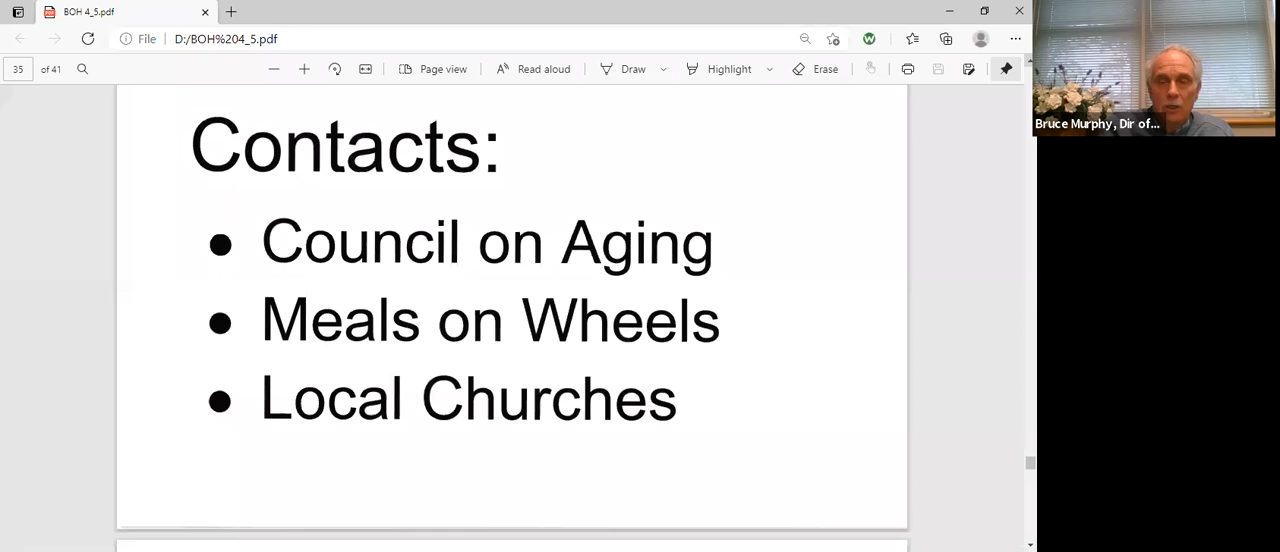 BOH 4_5.pdf
File D:/BOH%204_5.pdf
35 of 41 Page view Read aloud Draw Highlight Erase
Contacts:
• Council on Aging
• Meals on Wheels
• Local Churches
Bruce Murphy, Dir of...